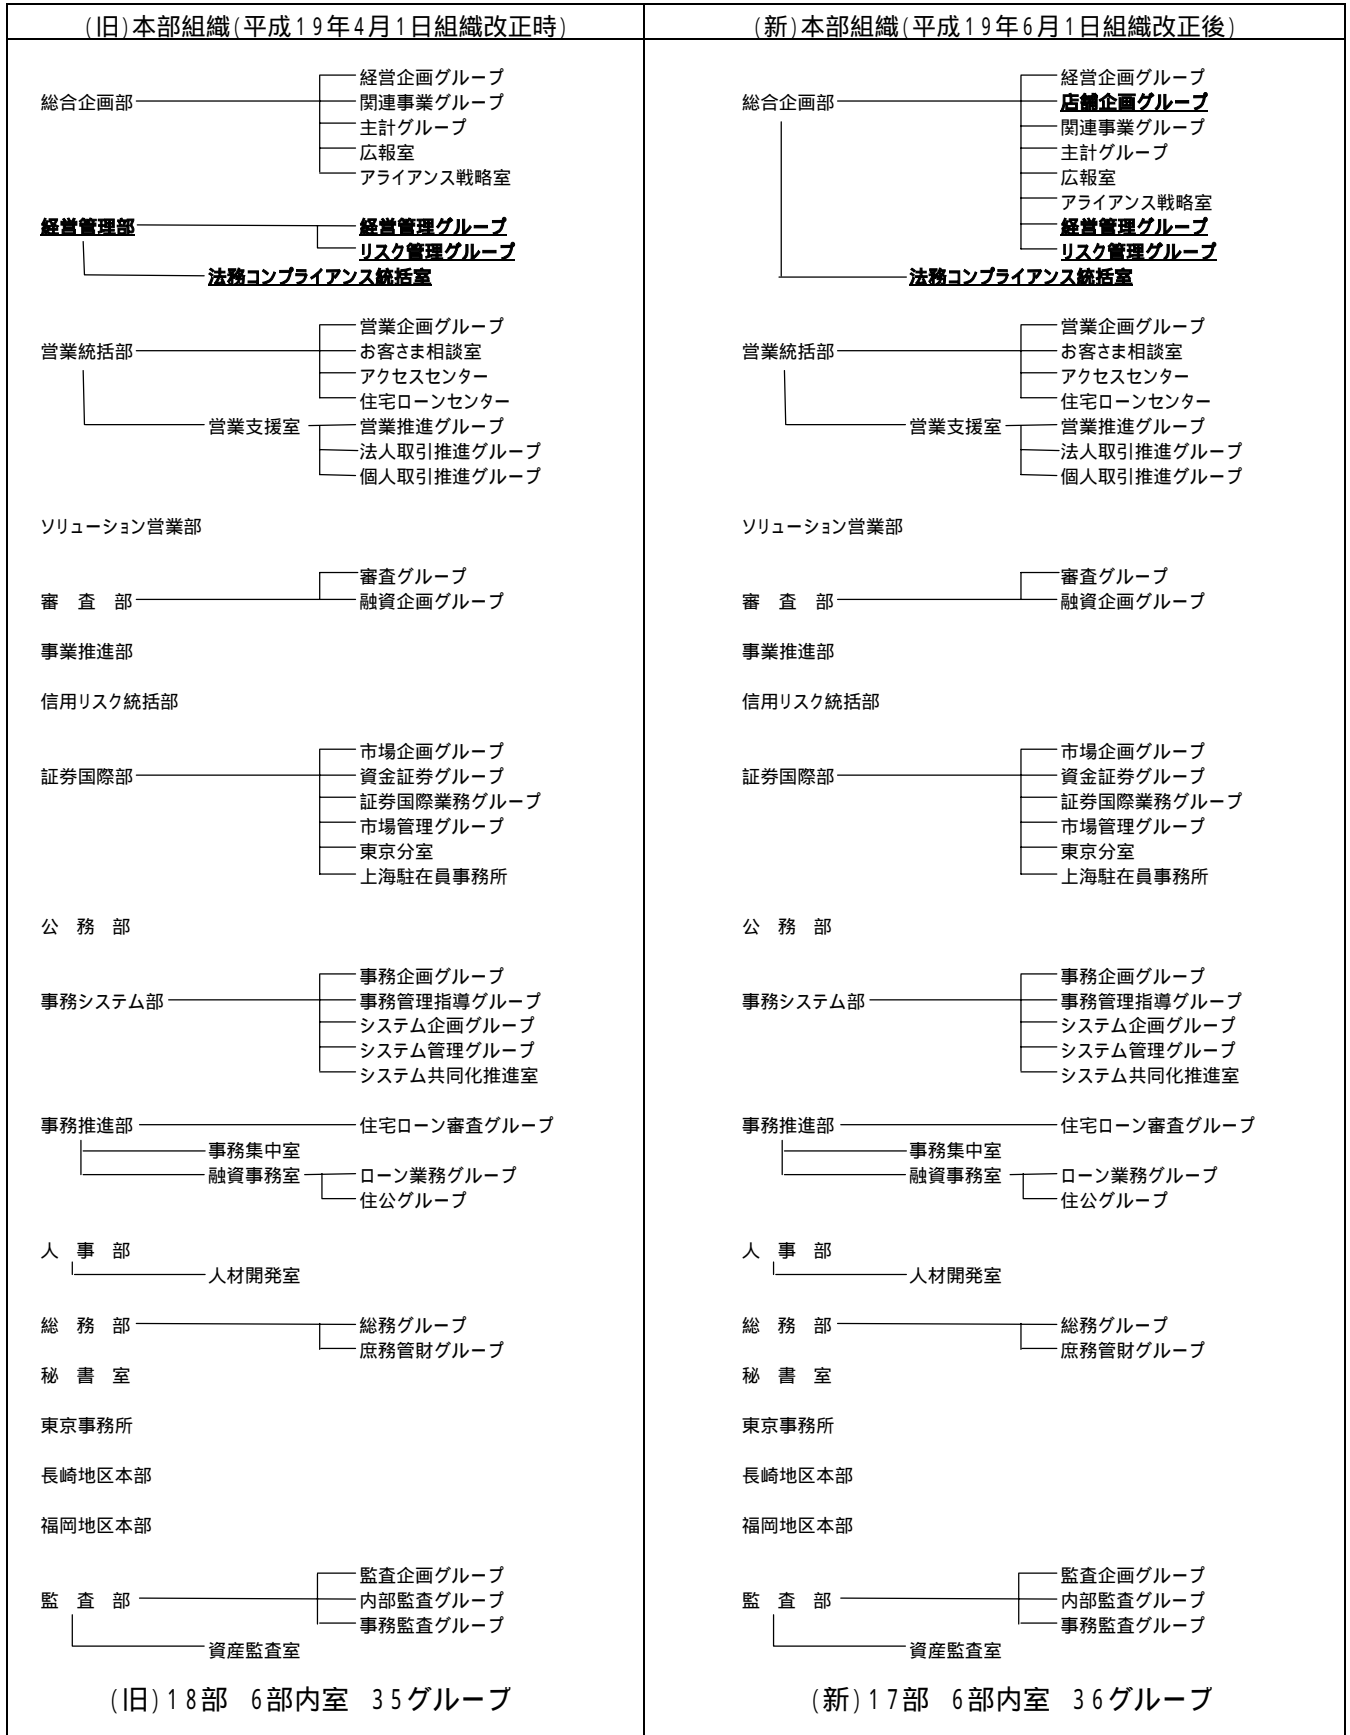 (旧)本部組織(平成19年4月1日組織改正時)
経営企画グループ
総合企画部 関連事業グループ
主計グループ
広報室
アライアンス戦略室
経営管理部 経営管理グループ
リスク管理グループ
法務コンプライアンス統括室
営業企画グループ
営業統括部 お客さま相談室
アクセスセンター
住宅ローンセンター
営業支援室 営業推進グループ
法人取引推進グループ
個人取引推進グループ
ソリューション営業部
審査グループ
審 査 部 融資企画グループ
事業推進部
信用リスク統括部
市場企画グループ
証券国際部 資金証券グループ
証券国際業務グループ
市場管理グループ
東京分室
上海駐在員事務所
公 務 部
事務企画グループ
事務システム部 事務管理指導グループ
システム企画グループ
システム管理グループ
システム共同化推進室
事務推進部 住宅ローン審査グループ
事務集中室
融資事務室 ローン業務グループ
住公グループ
人 事 部
人材開発室
総 務 部 総務グループ
庶務管財グループ
秘 書 室
東京事務所
長崎地区本部
福岡地区本部
監査企画グループ
監 査 部 内部監査グループ
事務監査グループ
資産監査室
(旧)18部 6部内室 35グループ
(新)本部組織(平成19年6月1日組織改正後)
経営企画グループ
総合企画部 店舗企画グループ
関連事業グループ
主計グループ
広報室
アライアンス戦略室
経営管理グループ
リスク管理グループ
法務コンプライアンス統括室
営業企画グループ
営業統括部 お客さま相談室
アクセスセンター
住宅ローンセンター
営業支援室 営業推進グループ
法人取引推進グループ
個人取引推進グループ
ソリューション営業部
審査グループ
審 査 部 融資企画グループ
事業推進部
信用リスク統括部
市場企画グループ
証券国際部 資金証券グループ
証券国際業務グループ
市場管理グループ
東京分室
上海駐在員事務所
公 務 部
事務企画グループ
事務システム部 事務管理指導グループ
システム企画グループ
システム管理グループ
システム共同化推進室
事務推進部 住宅ローン審査グループ
事務集中室
融資事務室 ローン業務グループ
住公グループ
人 事 部
人材開発室
総 務 部 総務グループ
庶務管財グループ
秘 書 室
東京事務所
長崎地区本部
福岡地区本部
監査企画グループ
監 査 部 内部監査グループ
事務監査グループ
資産監査室
(新)17部 6部内室 36グループ